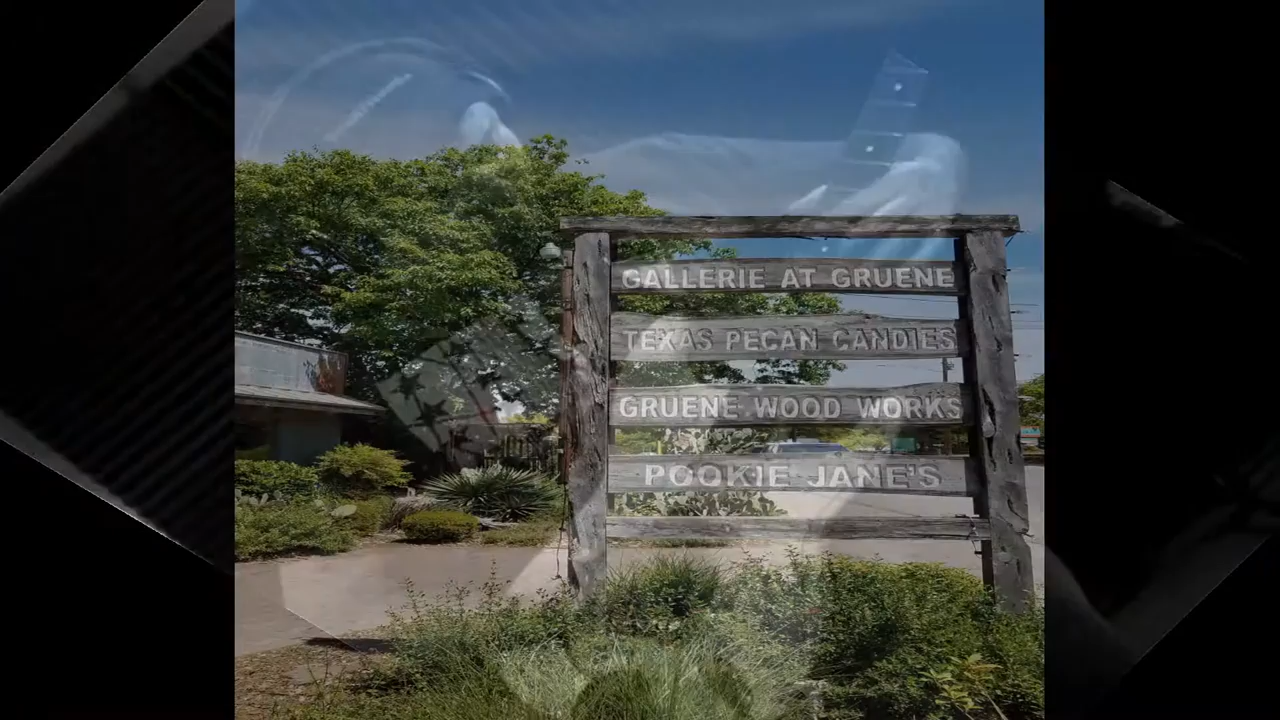 GALLERIE AT GRUENE
TEXAS PECAN CANDIES
GRUENE WOOD WORKS
POOKIE JANE'S